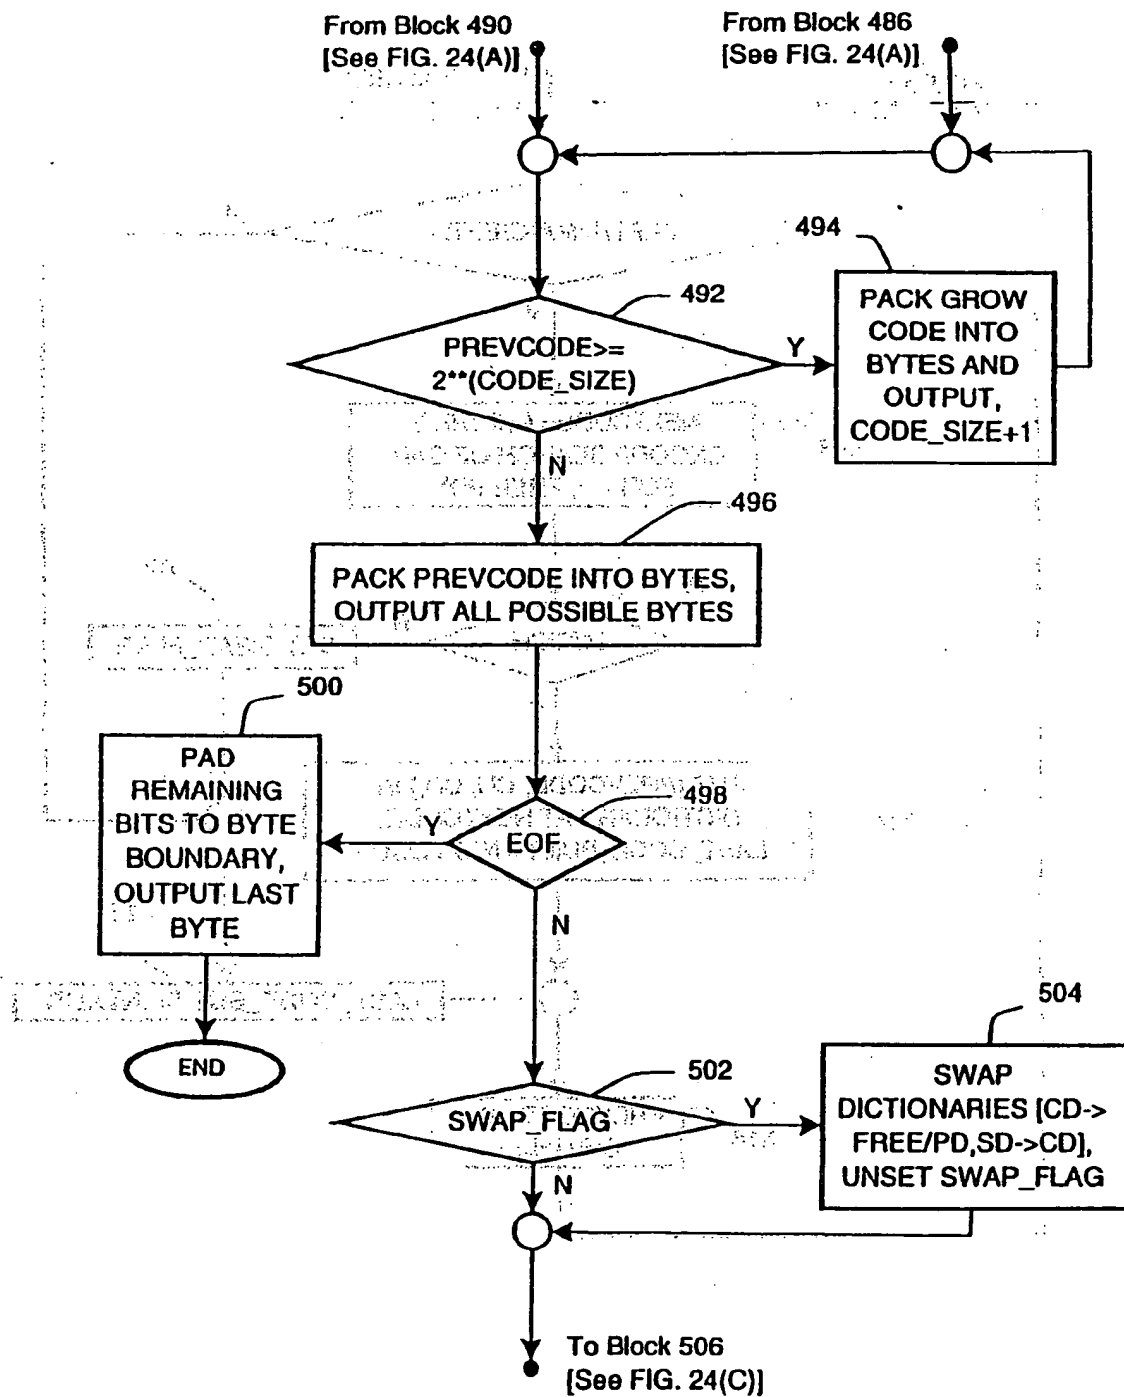 From Block 490
[See FIG. 24(A)]
From Block 486
[See FIG. 24(A)]
494
PACK GROW
CODE INTO
BYTES AND
OUTPUT,
CODE_SIZE+1
492
PREVCODE>=
2**(CODE_SIZE)
Y
N
496
PACK PREVCODE INTO BYTES,
OUTPUT ALL POSSIBLE BYTES
500
PAD
REMAINING
BITS TO BYTE
BOUNDARY,
OUTPUT LAST
BYTE
498
Y
EOF
N
END
504
SWAP
DICTIONARIES [CD->
FREE/PD,SD->CD],
UNSET SWAP_FLAG
502
SWAP_FLAG
Y
N
To Block 506
[See FIG. 24(C)]